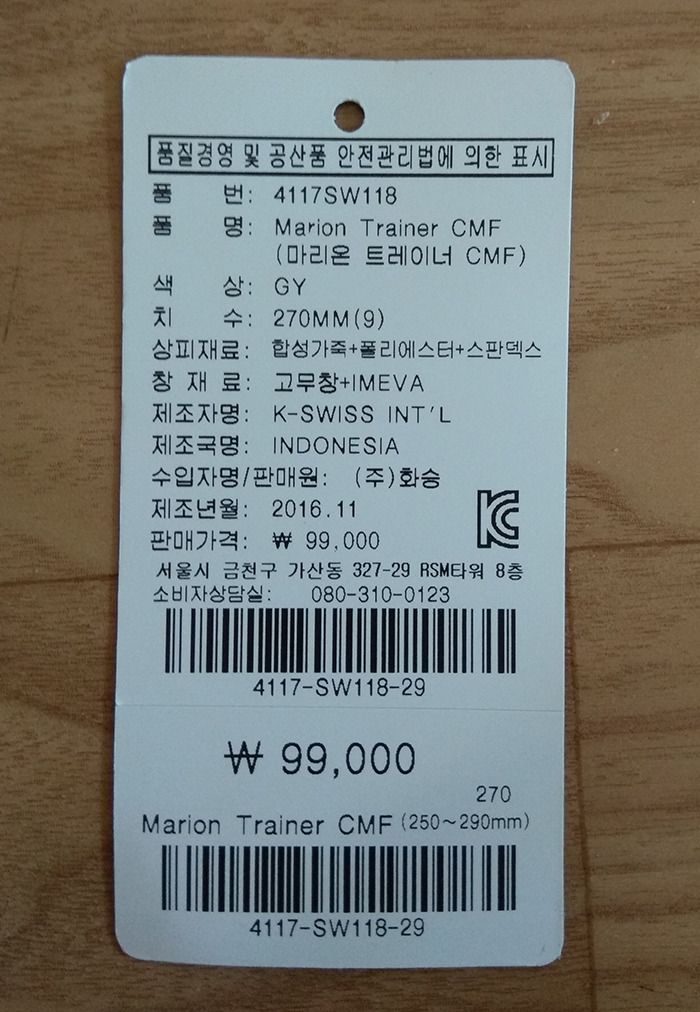 품질경영 및 공산품 안전관리법에 의한 표시
품 번: 4117SW118
품 명: Marion Trainer CMF
(마리온 트레이너 CMF)
색 상: GY
치 수: 270MM(9)
상피재료: 합성가죽+폴리에스터+스판덱스
창 재 료: 고무창+IMEVA
제조자명: K-SWISS INT'L
제조국명: INDONESIA
수입자명/판매원: (주)화승
제조년월: 2016.11
판매가격: ₩ 99,000
KC
서울시 금천구 가산동 327-29 RSM타워 8층
소비자상담실: 080-310-0123
4117-SW118-29
₩ 99,000
270
Marion Trainer CMF (250~290mm)
4117-SW118-29